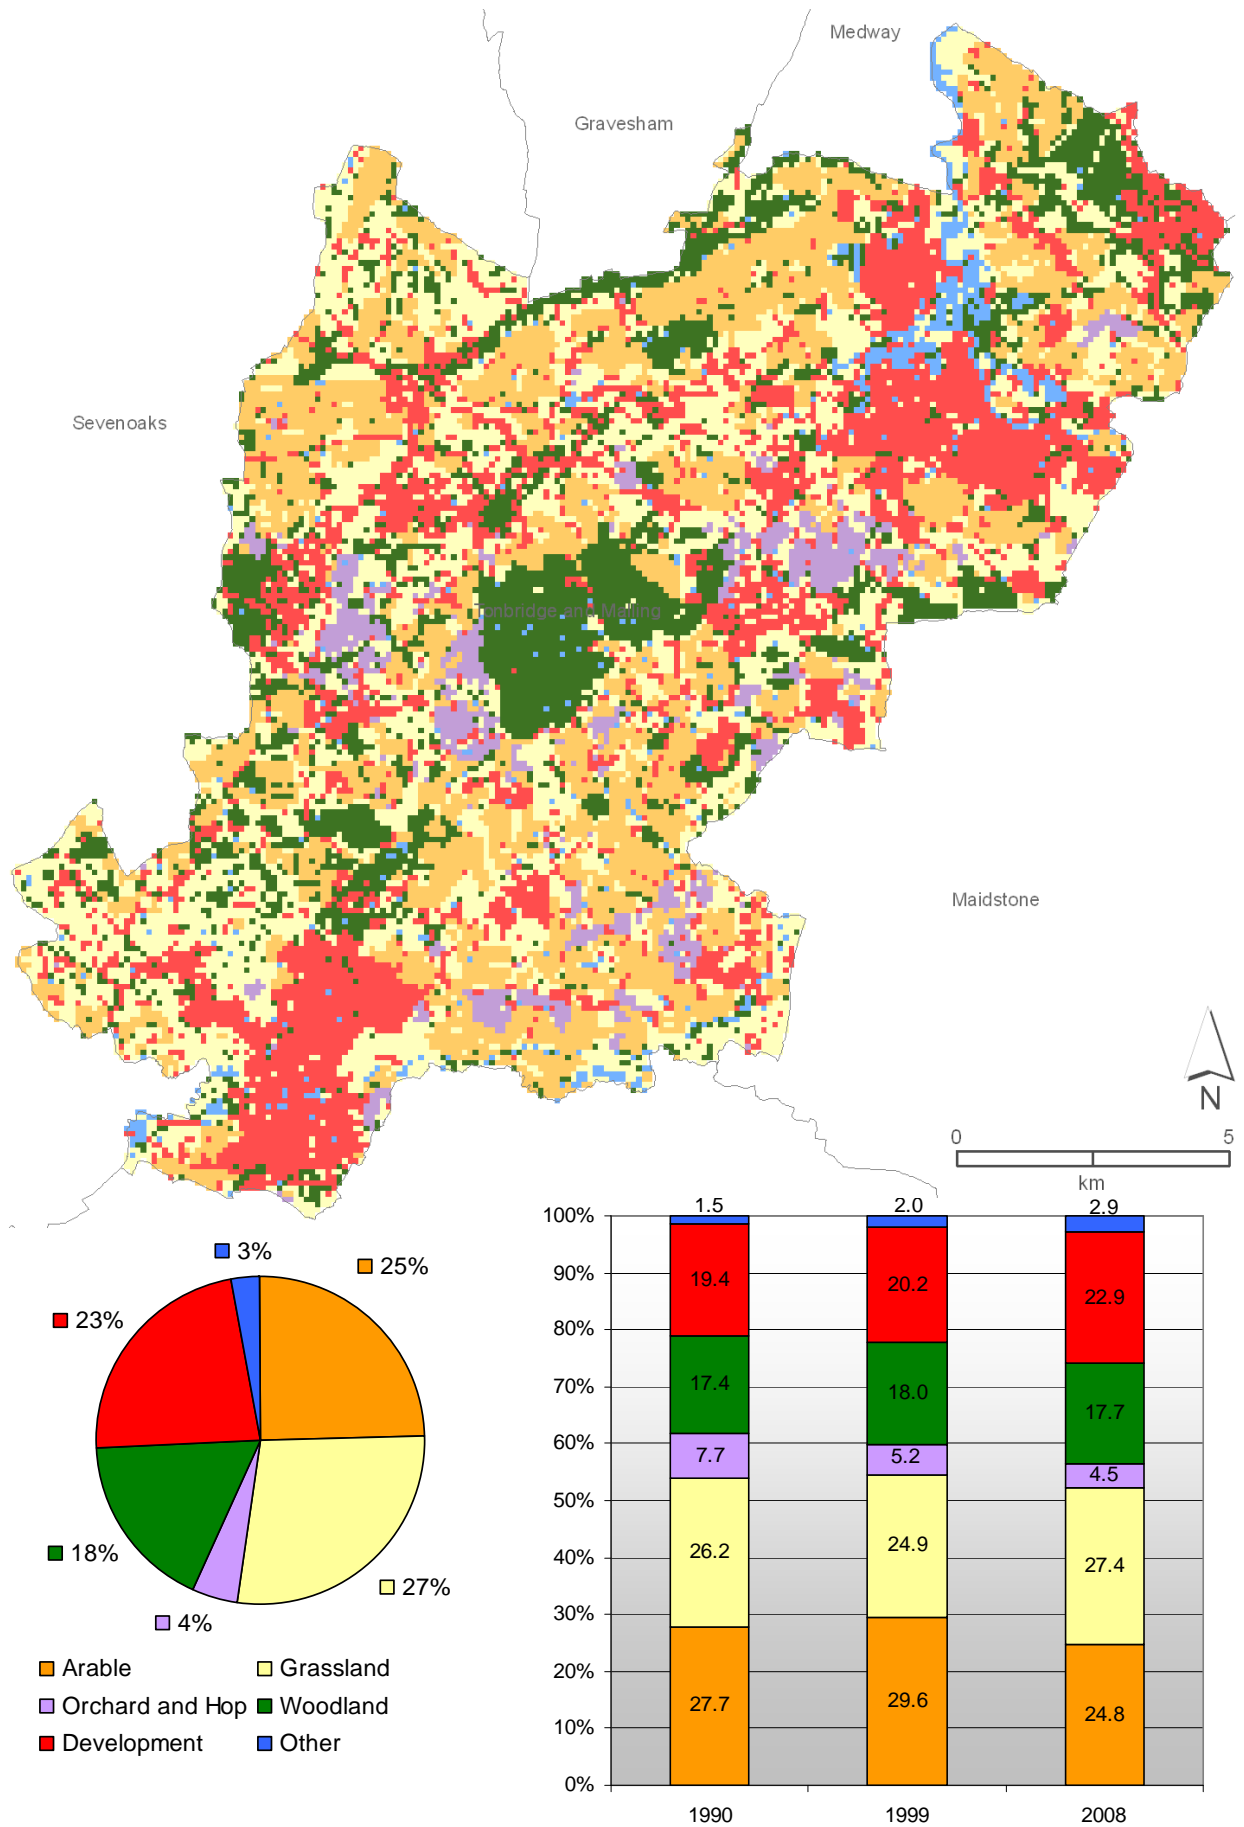 Medway
Gravesham
Sevenoaks
Tonbridge and Malling
Maidstone
N
0 5
km
3%
25%
23%
18%
27%
4%
Arable Grassland
Orchard and Hop Woodland
Development Other
1.5 2.0 2.9
100%
90%
80%
70%
60%
50%
40%
30%
20%
10%
0%
19.4 20.2 22.9
17.4 18.0 17.7
7.7 5.2 4.5
26.2 24.9 27.4
27.7 29.6 24.8
1990 1999 2008